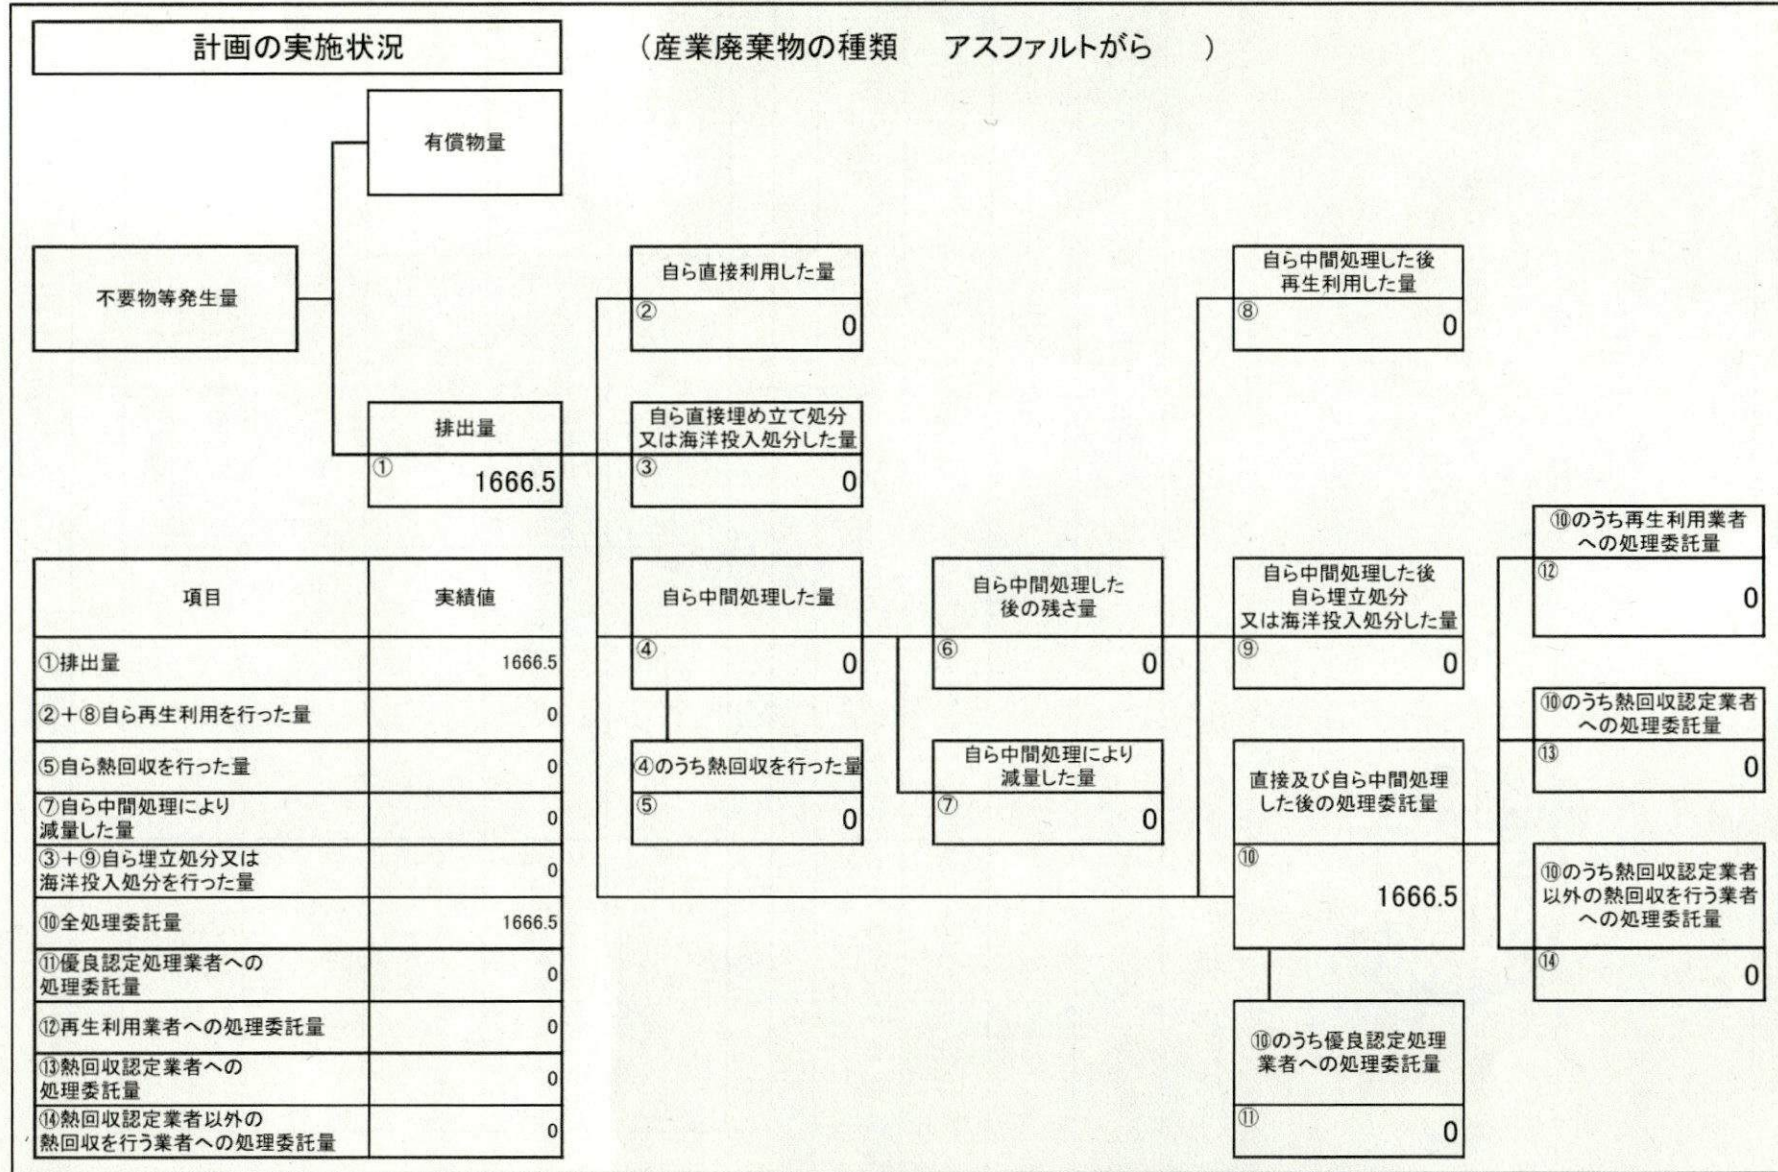 計画の実施状況
（産業廃棄物の種類　アスファルトがら　）
有償物量
不要物等発生量
自ら直接利用した量
②
0
自ら中間処理した後
再生利用した量
⑧
0
排出量
①
1666.5
自ら直接埋め立て処分
又は海洋投入処分した量
③
0
項目
実績値
①排出量
1666.5
②＋⑧自ら再生利用を行った量
0
⑤自ら熱回収を行った量
0
⑦自ら中間処理により
減量した量
0
③＋⑨自ら埋立処分又は
海洋投入処分を行った量
0
⑩全処理委託量
1666.5
⑪優良認定処理業者への
処理委託量
0
⑫再生利用業者への処理委託量
0
⑬熱回収認定業者への
処理委託量
0
⑭熱回収認定業者以外の
熱回収を行う業者への処理委託量
0
自ら中間処理した量
④
0
④のうち熱回収を行った量
⑤
0
自ら中間処理した
後の残さ量
⑥
0
自ら中間処理により
減量した量
⑦
0
自ら中間処理した後
自ら埋立処分
又は海洋投入処分した量
⑨
0
直接及び自ら中間処理
した後の処理委託量
⑩
1666.5
⑩のうち優良認定処理
業者への処理委託量
⑪
0
⑩のうち再生利用業者
への処理委託量
⑫
0
⑩のうち熱回収認定業者
への処理委託量
⑬
0
⑩のうち熱回収認定業者
以外の熱回収を行う業者
への処理委託量
⑭
0